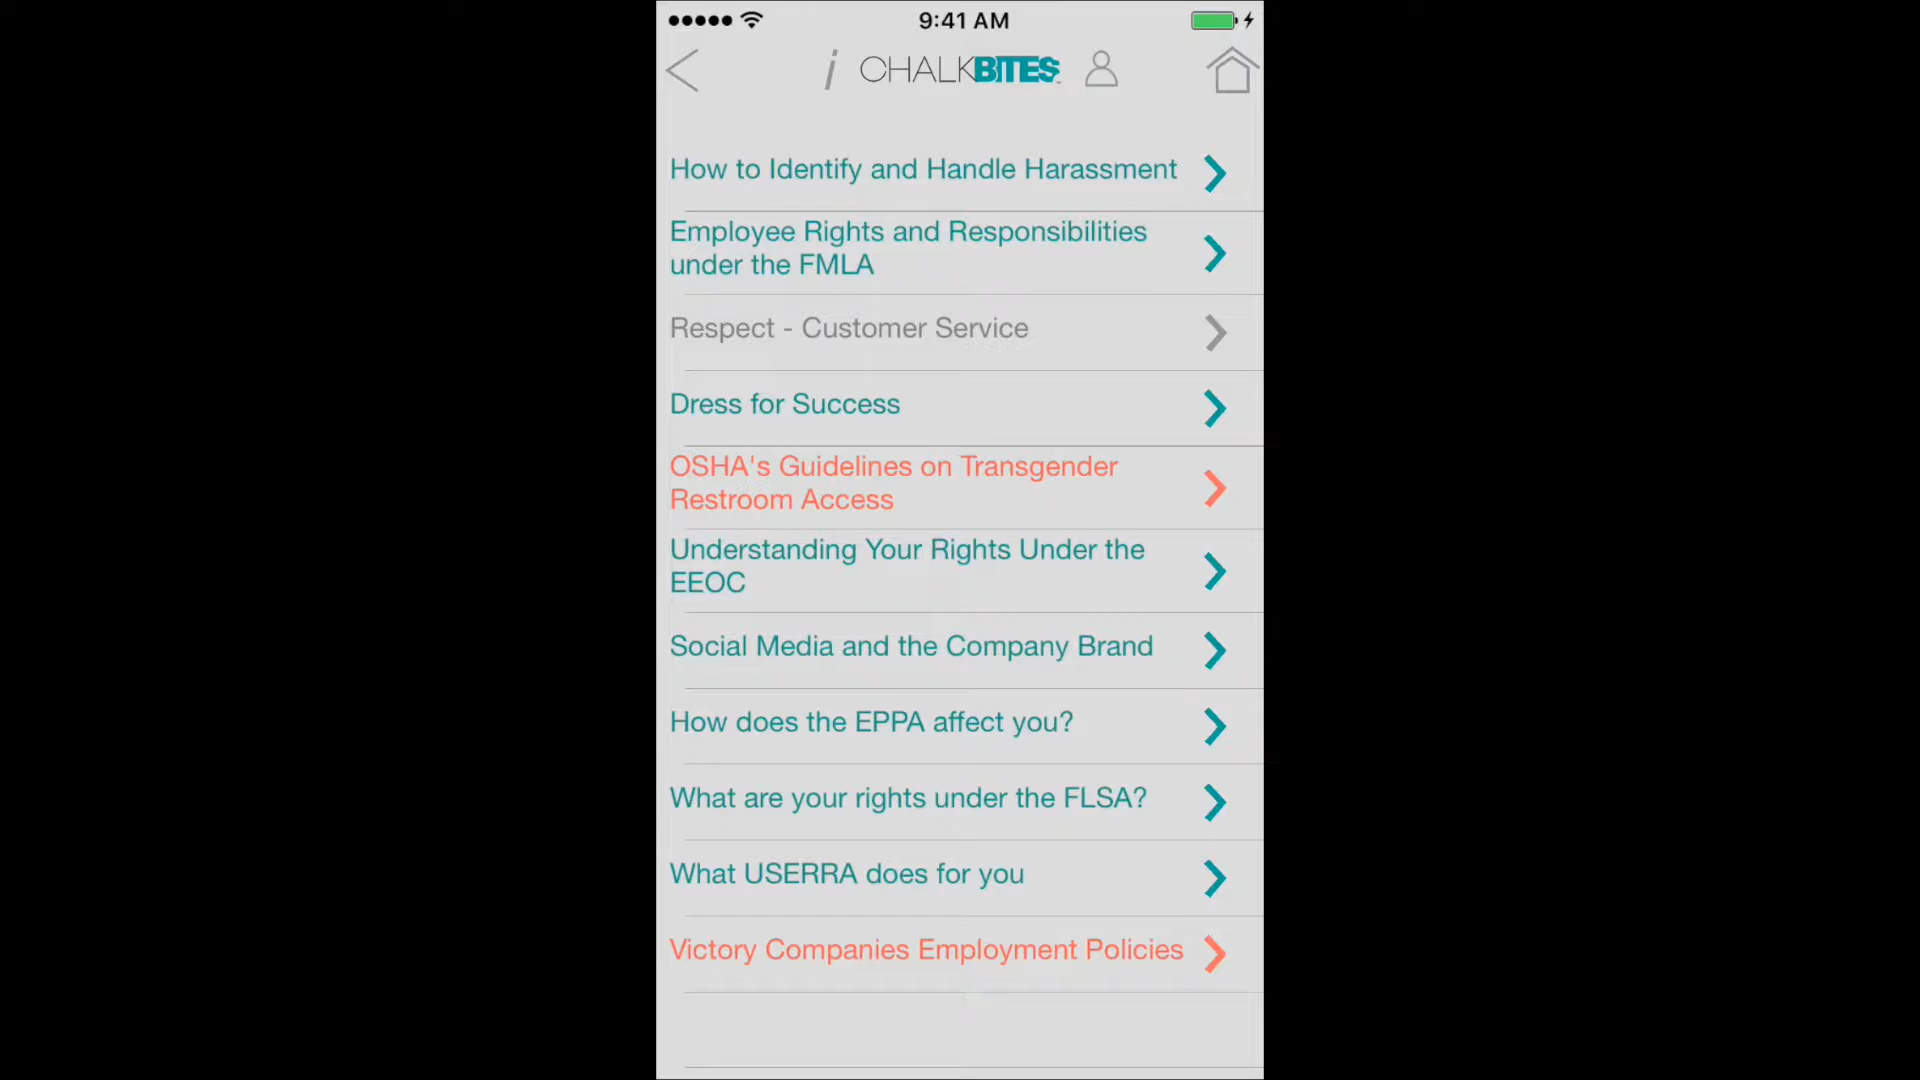 9:41 AM
i CHALKBITES
How to Identify and Handle Harassment
Employee Rights and Responsibilities
under the FMLA
Respect - Customer Service
Dress for Success
OSHA's Guidelines on Transgender
Restroom Access
Understanding Your Rights Under the
EEOC
Social Media and the Company Brand
How does the EPPA affect you?
What are your rights under the FLSA?
What USERRA does for you
Victory Companies Employment Policies